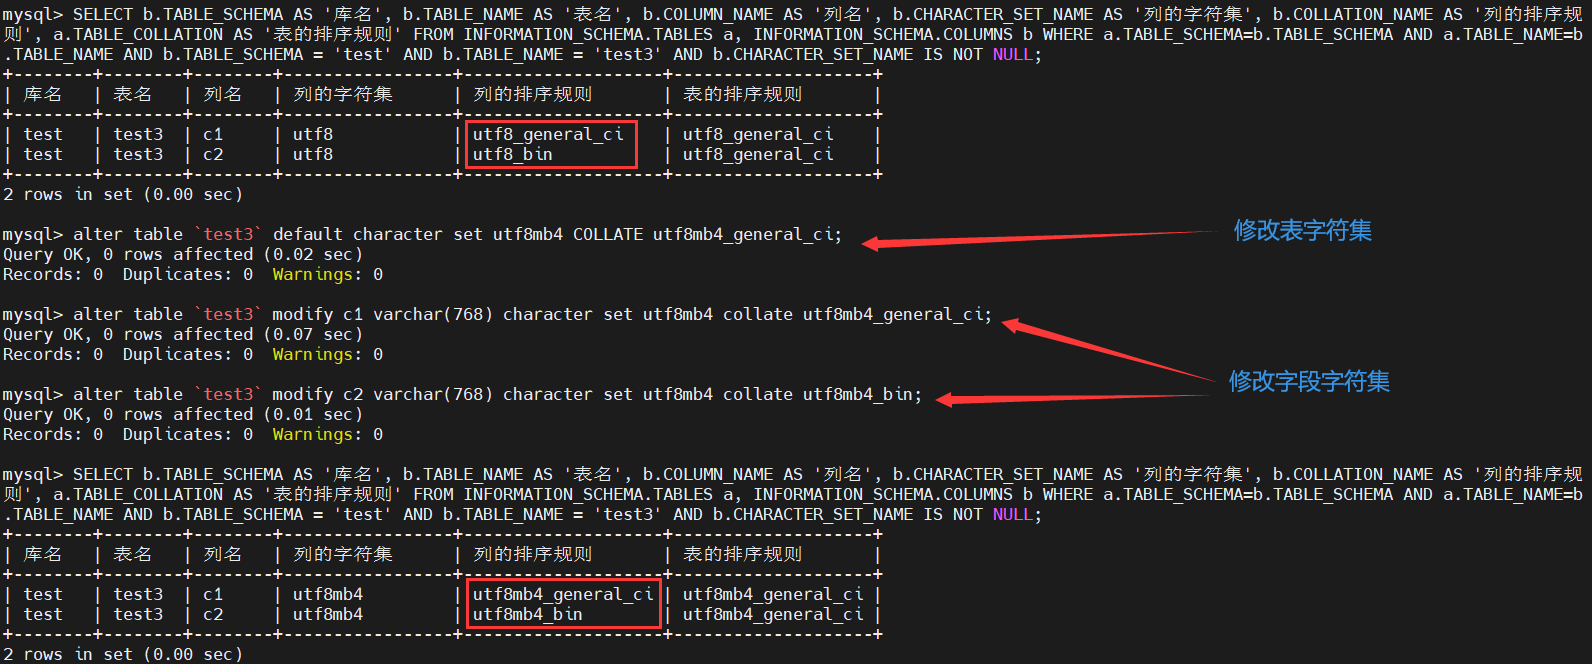 mysql> SELECT b.TABLE_SCHEMA AS '库名', b.TABLE_NAME AS '表名', b.COLUMN_NAME AS '列名', b.CHARACTER_SET_NAME AS '列的字符集', b.COLLATION_NAME AS '列的排序规
则', a.TABLE_COLLATION AS '表的排序规则' FROM INFORMATION_SCHEMA.TABLES a, INFORMATION_SCHEMA.COLUMNS b WHERE a.TABLE_SCHEMA=b.TABLE_SCHEMA AND a.TABLE_NAME=b
.TABLE_NAME AND b.TABLE_SCHEMA = 'test' AND b.TABLE_NAME = 'test3' AND b.CHARACTER_SET_NAME IS NOT NULL;
+--------+--------+--------+-----------------+--------------------+--------------------+
| 库名   | 表名   | 列名   | 列的字符集      | 列的排序规则       | 表的排序规则       |
+--------+--------+--------+-----------------+--------------------+--------------------+
| test   | test3  | c1     | utf8            | utf8_general_ci    | utf8_general_ci    |
| test   | test3  | c2     | utf8            | utf8_bin           | utf8_general_ci    |
+--------+--------+--------+-----------------+--------------------+--------------------+
2 rows in set (0.00 sec)
mysql> alter table `test3` default character set utf8mb4 COLLATE utf8mb4_general_ci;
修改表字符集
Query OK, 0 rows affected (0.02 sec)
Records: 0  Duplicates: 0  Warnings: 0
mysql> alter table `test3` modify c1 varchar(768) character set utf8mb4 collate utf8mb4_general_ci;
Query OK, 0 rows affected (0.07 sec)
Records: 0  Duplicates: 0  Warnings: 0
修改字段字符集
mysql> alter table `test3` modify c2 varchar(768) character set utf8mb4 collate utf8mb4_bin;
Query OK, 0 rows affected (0.01 sec)
Records: 0  Duplicates: 0  Warnings: 0
mysql> SELECT b.TABLE_SCHEMA AS '库名', b.TABLE_NAME AS '表名', b.COLUMN_NAME AS '列名', b.CHARACTER_SET_NAME AS '列的字符集', b.COLLATION_NAME AS '列的排序规
则', a.TABLE_COLLATION AS '表的排序规则' FROM INFORMATION_SCHEMA.TABLES a, INFORMATION_SCHEMA.COLUMNS b WHERE a.TABLE_SCHEMA=b.TABLE_SCHEMA AND a.TABLE_NAME=b
.TABLE_NAME AND b.TABLE_SCHEMA = 'test' AND b.TABLE_NAME = 'test3' AND b.CHARACTER_SET_NAME IS NOT NULL;
+--------+--------+--------+-----------------+--------------------+--------------------+
| 库名   | 表名   | 列名   | 列的字符集      | 列的排序规则       | 表的排序规则       |
+--------+--------+--------+-----------------+--------------------+--------------------+
| test   | test3  | c1     | utf8mb4         | utf8mb4_general_ci | utf8mb4_general_ci |
| test   | test3  | c2     | utf8mb4         | utf8mb4_bin        | utf8mb4_general_ci |
+--------+--------+--------+-----------------+--------------------+--------------------+
2 rows in set (0.00 sec)